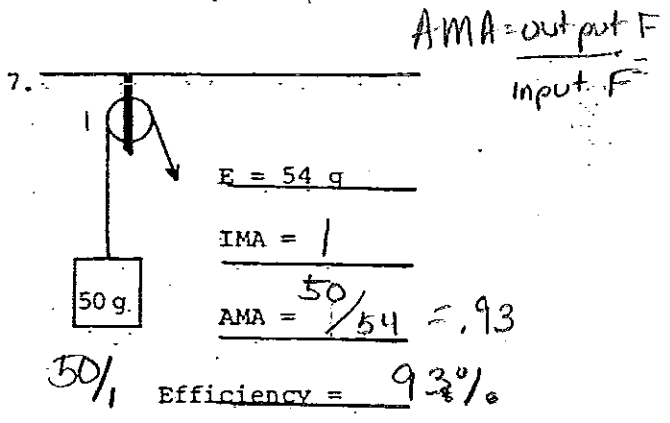 AMA = output F
input F =
7.
1
E = 54 g
IMA = 1
50 g.
AMA = 50/54 = .93
50/1
Efficiency = 93%